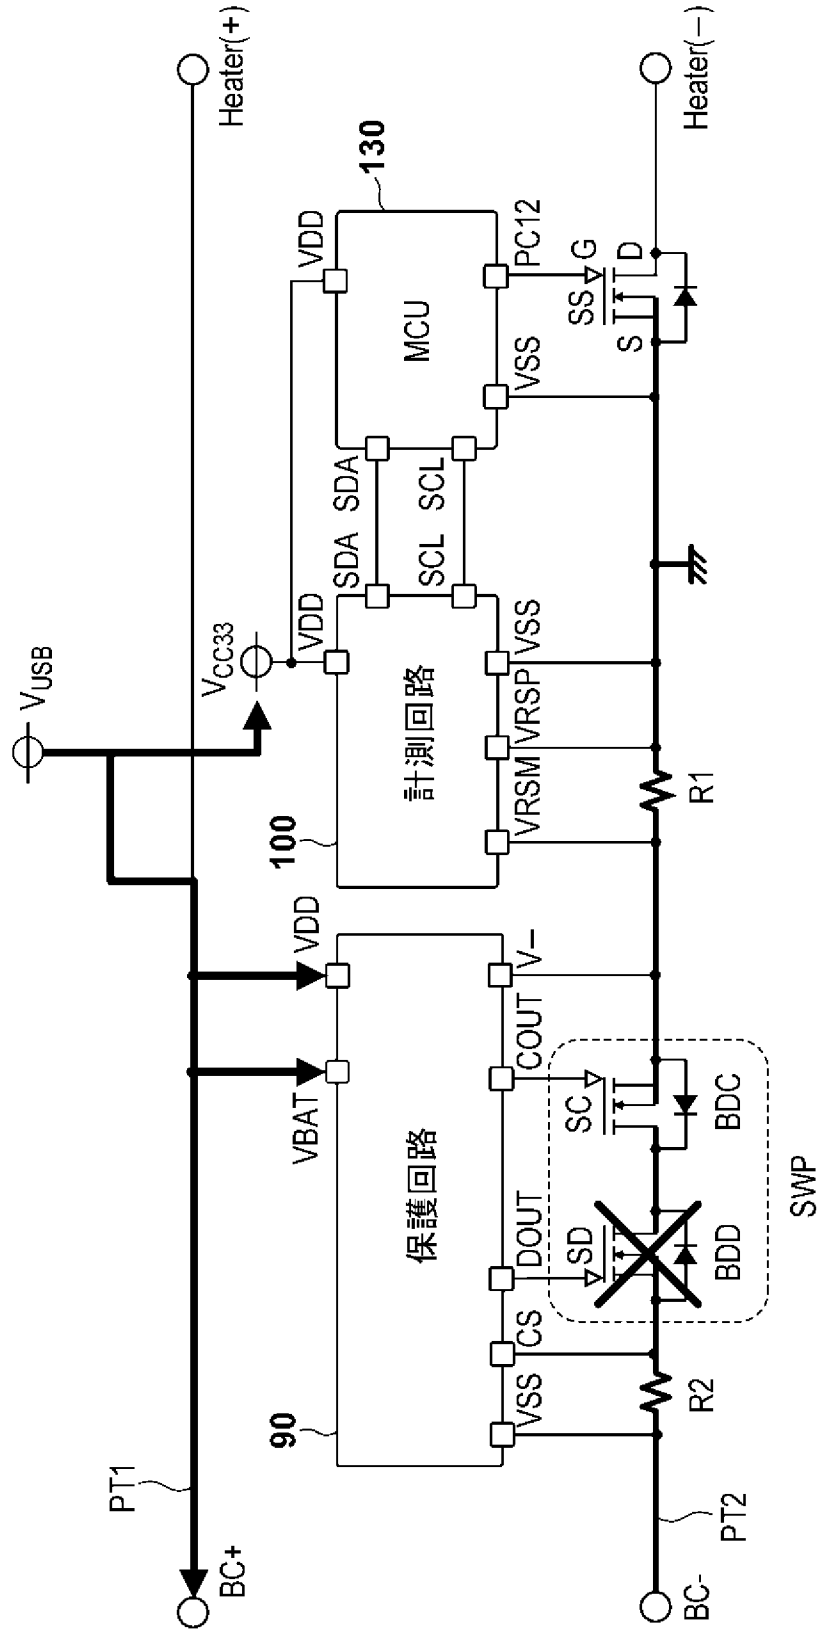 VUSB
PT1
BC+
Heater(+)
VCC33
90
VBAT
VDD
100
VDD
VDD
130
保護回路
計測回路
MCU
SDA
SDA
SCL
SCL
VSS
CS
DOUT
COUT
V−
VRSM
VRSP
VSS
VSS
PC12
SD
SC
SS
G
S
D
BC-
PT2
R2
BDD
BDC
SWP
R1
Heater(−)